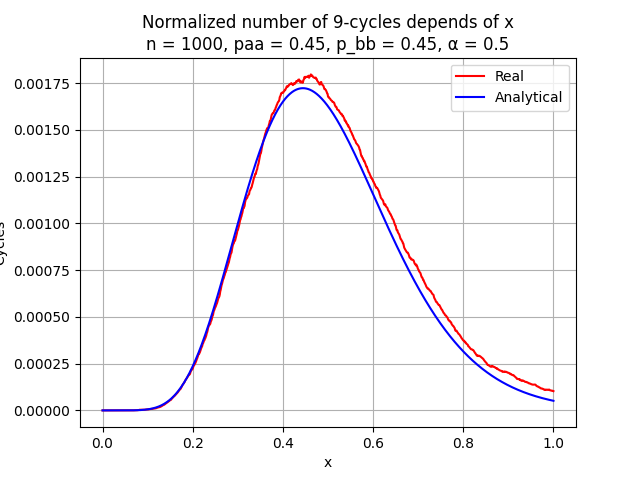 Normalized number of 9-cycles depends of x
n = 1000, paa = 0.45, p_bb = 0.45, α = 0.5
Real
Analytical
0.00175
0.00150
0.00125
0.00100
0.00075
0.00050
0.00025
0.00000
Cycles
0.0 0.2 0.4 0.6 0.8 1.0
x